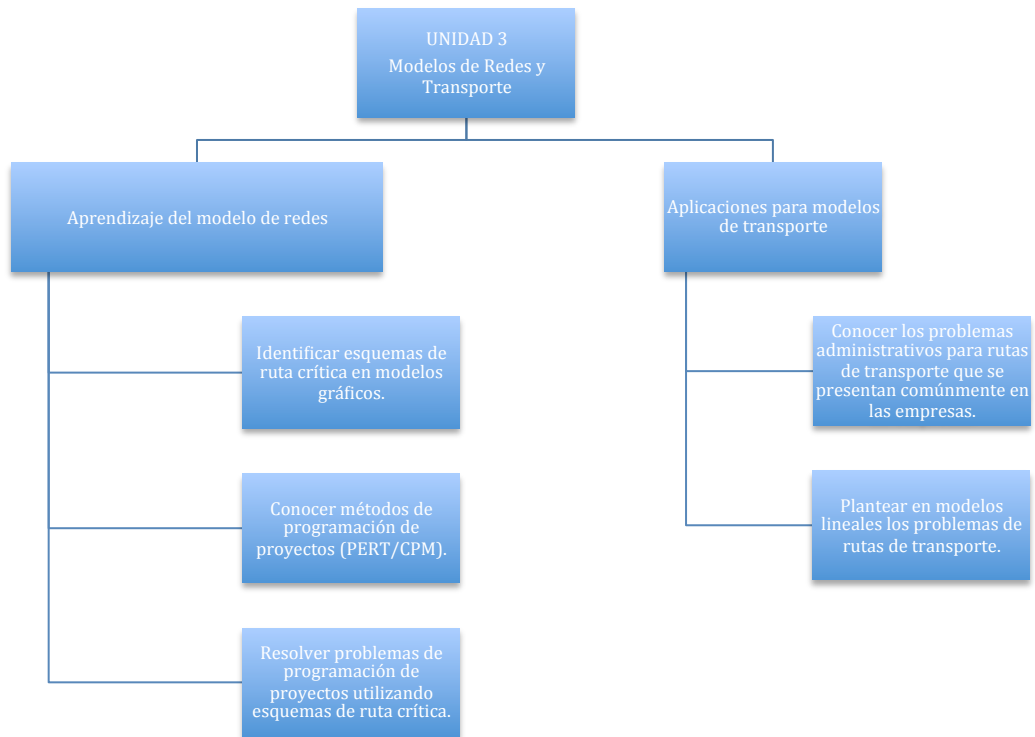 UNIDAD 3
Modelos de Redes y
Transporte
Aprendizaje del modelo de redes
Identificar esquemas de
ruta crítica en modelos
gráficos.
Conocer métodos de
programación de
proyectos (PERT/CPM).
Resolver problemas de
programación de
proyectos utilizando
esquemas de ruta crítica.
Aplicaciones para modelos
de transporte
Conocer los problemas
administrativos para rutas
de transporte que se
presentan comúnmente en
las empresas.
Plantear en modelos
lineales los problemas de
rutas de transporte.